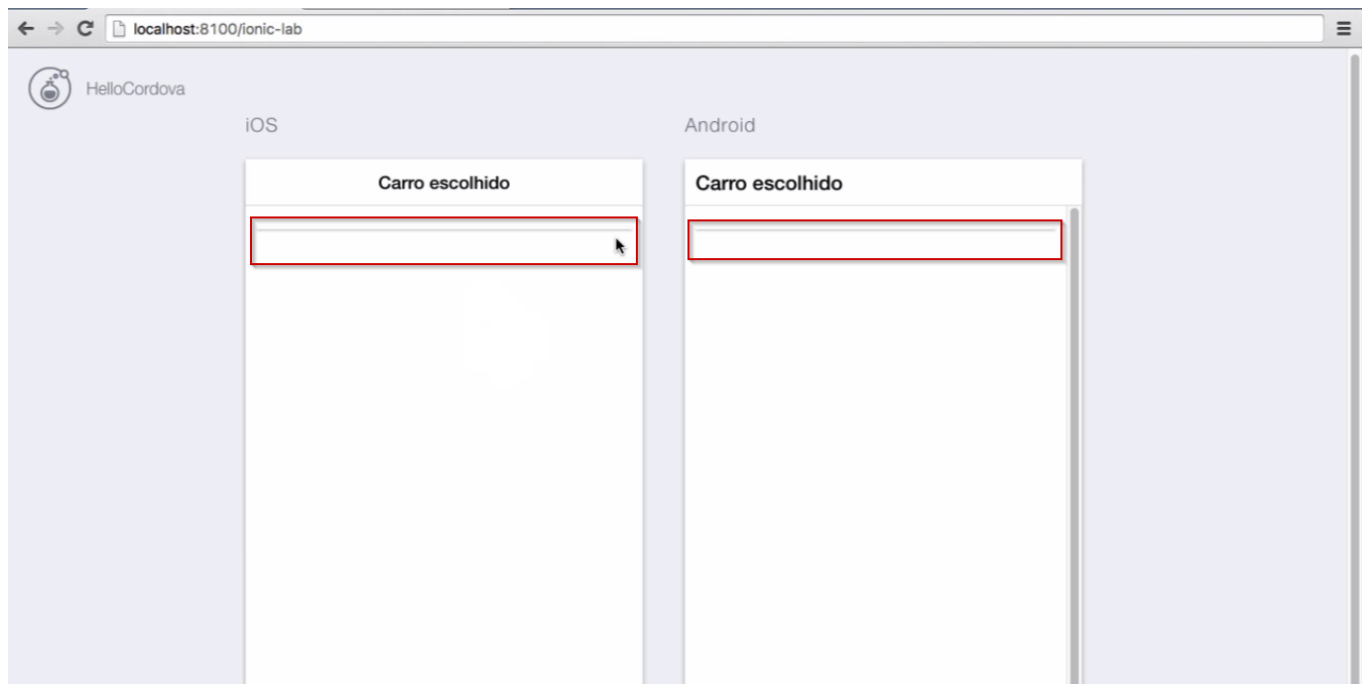 localhost:8100/ionic-lab
HelloCordova
iOS
Android
Carro escolhido
Carro escolhido